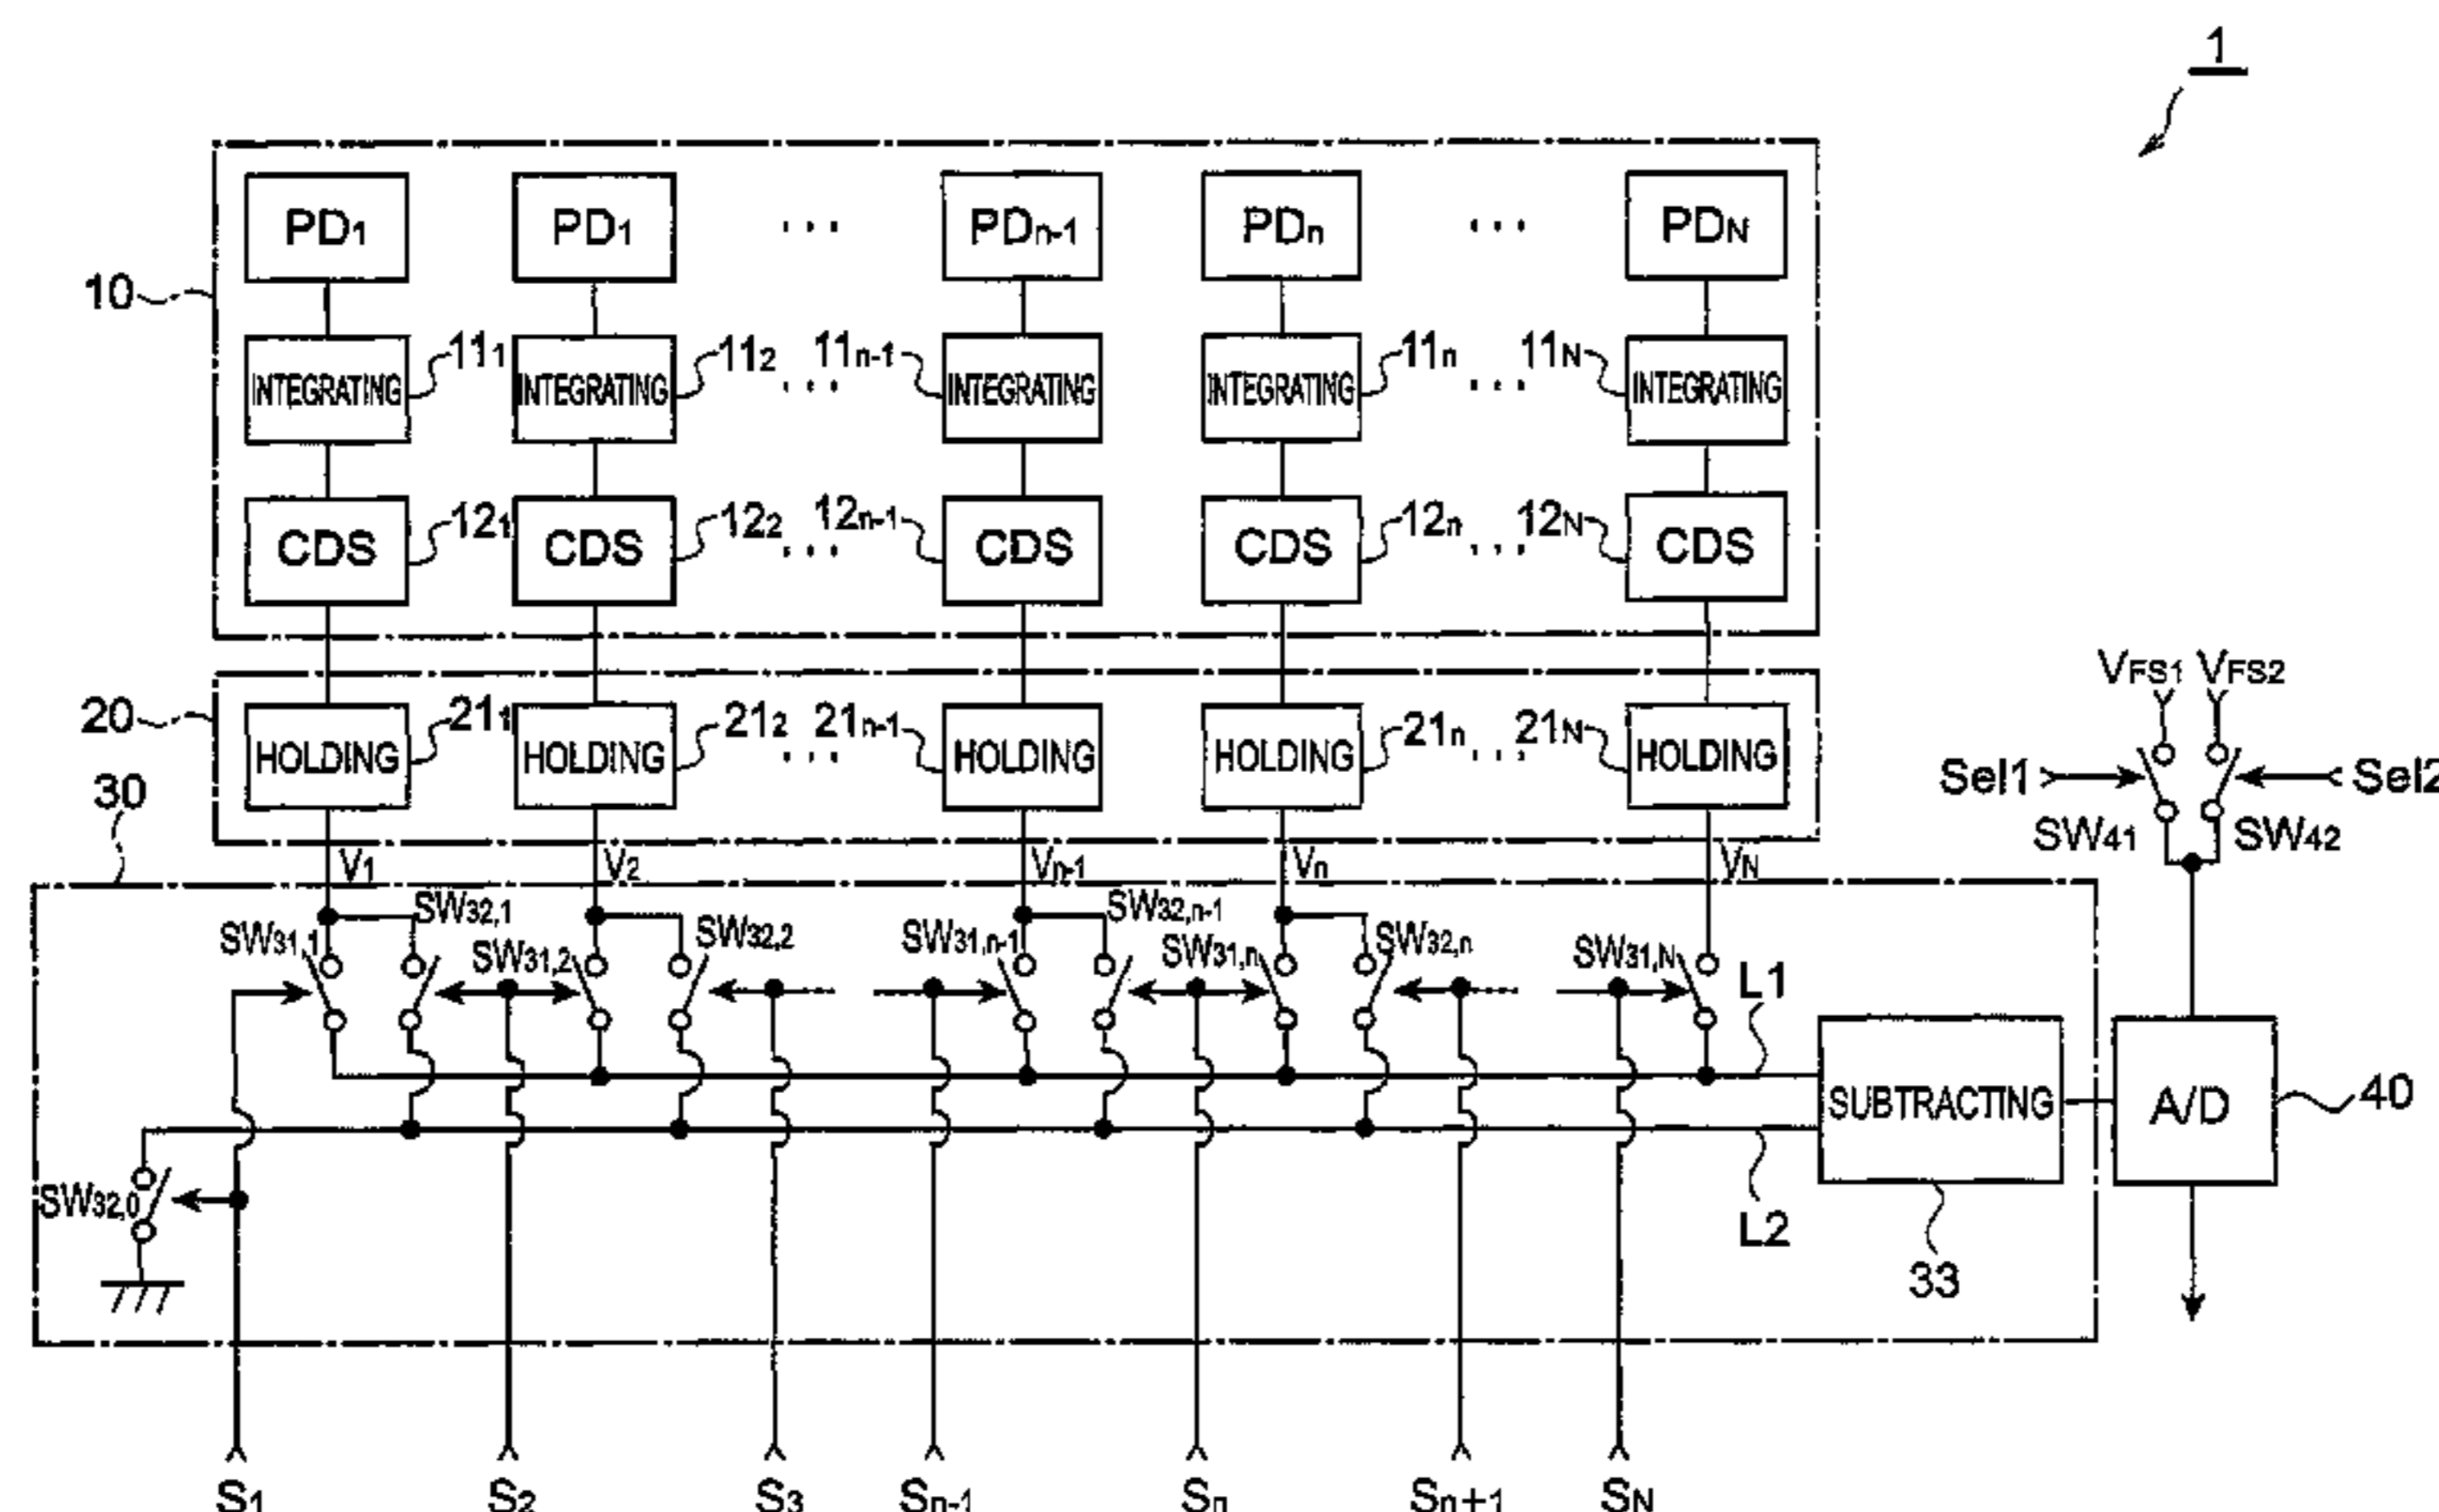 1
PD1 PD1 ... PDn-1 PDn ... PDN
10
INTEGRATING 111 INTEGRATING 112 ... 11n-1 INTEGRATING INTEGRATING 11n ... 11N INTEGRATING
CDS 121 CDS 122 ... 12n-1 CDS CDS 12n ... 12N CDS
VFS1 VFS2
20 HOLDING 211 HOLDING 212 ... 21n-1 HOLDING HOLDING 21n ... 21N HOLDING
Sel1 Sel2
30
SW41 SW42
V1 V2 Vn-1 Vn VN
SW31,1 SW32,1 SW31,2 SW32,2 SW31,n-1 SW32,n-1 SW31,n SW32,n SW31,N
L1
SUBTRACTING A/D 40
SW32,0
L2
33
S1 S2 S3 Sn-1 Sn Sn+1 SN